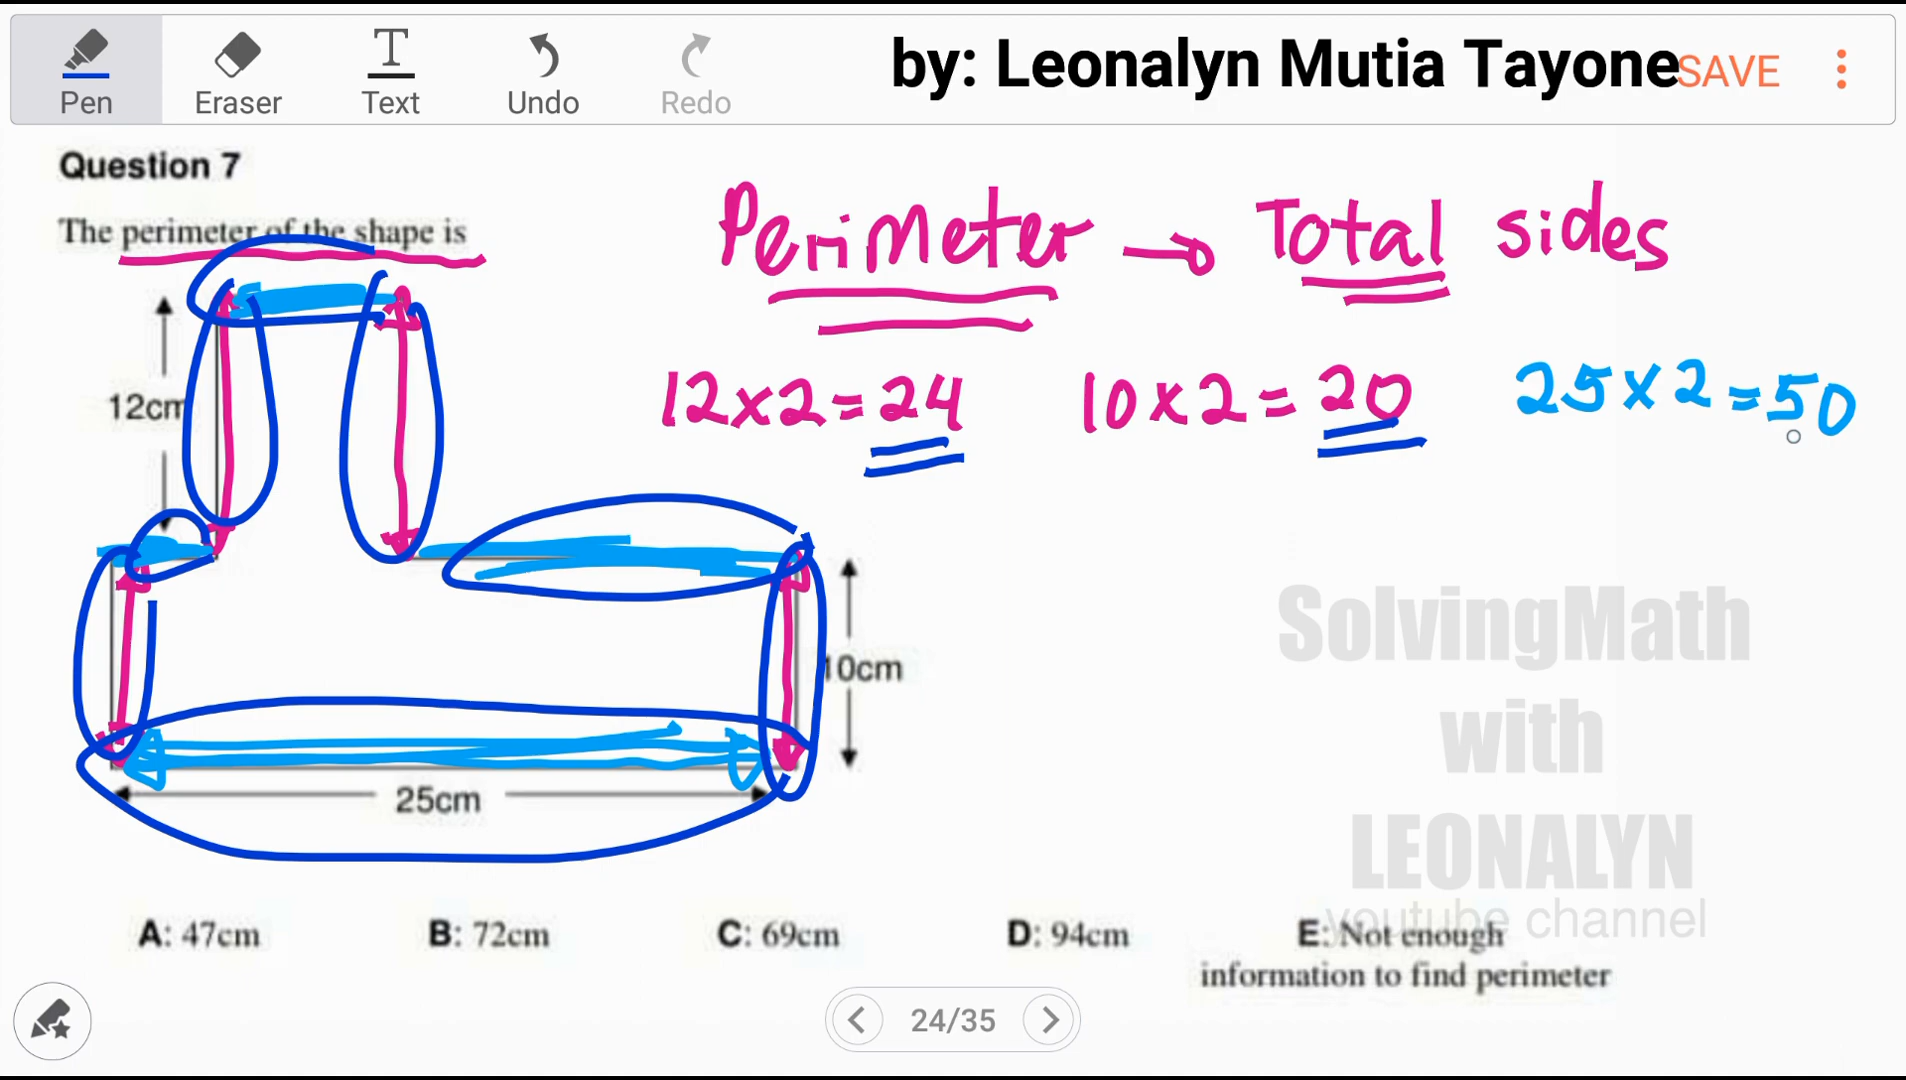 Pen
Eraser
Text
Undo
Redo
by: Leonalyn Mutia Tayone
SAVE
Question 7
The perimeter of the shape is
Perimeter → Total sides
12cm
12x2=24
10x2=20
25x2=50
10cm
25cm
SolvingMath
with
LEONALYN
youtube channel
A: 47cm
B: 72cm
C: 69cm
D: 94cm
E: Not enough
information to find perimeter
24/35